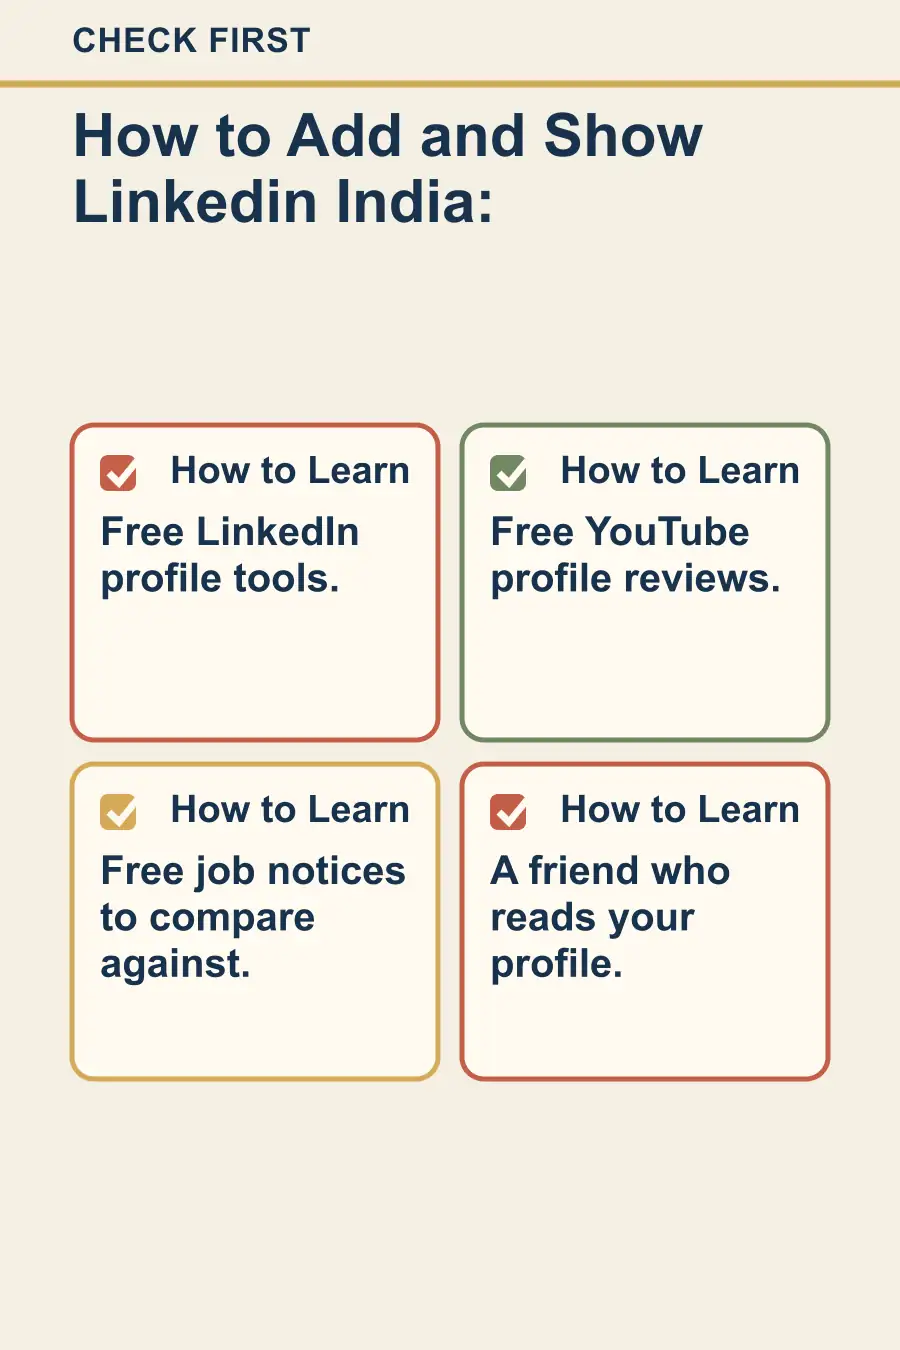 CHECK FIRST
How to Add and Show
Linkedin India:
How to Learn
Free LinkedIn
profile tools.
How to Learn
Free YouTube
profile reviews.
How to Learn
Free job notices
to compare
against.
How to Learn
A friend who
reads your
profile.